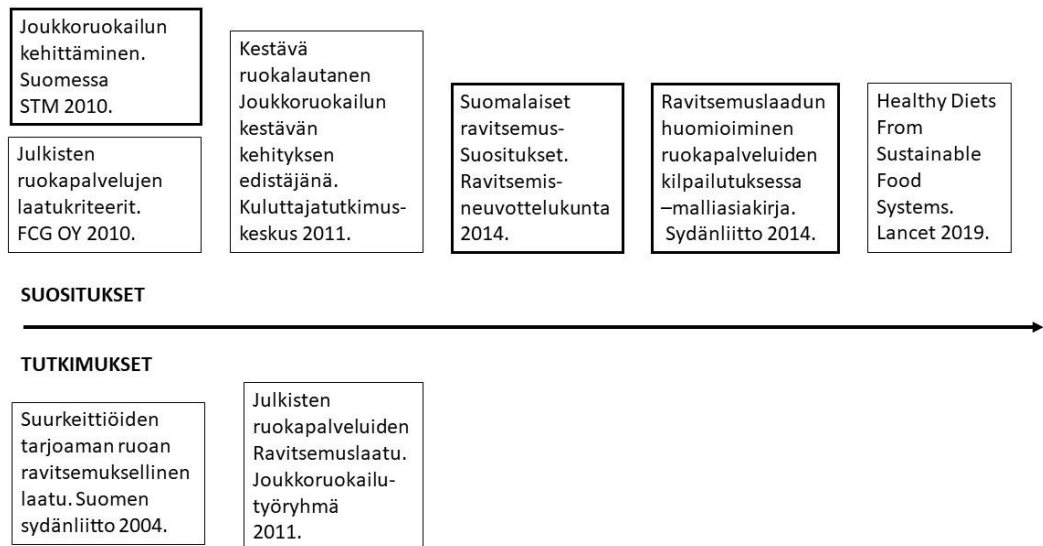 Joukkoruokailun
kehittäminen.
Suomessa
STM 2010.
Julkisten
ruokapalvelujen
laatukriteerit.
FCG OY 2010.
Kestävä
ruokalautanen
Joukkoruokailun
kestävän
kehityksen
edistäjänä.
Kuluttajatutkimus-
keskus 2011.
Suomalaiset
ravitsemus-
Suositukset.
Ravitsemis-
neuvottelukunta
2014.
Ravitsemuslaadun
huomioiminen
ruokapalveluiden
kilpailutuksessa
–malliasiakirja.
Sydänliitto 2014.
Healthy Diets
From
Sustainable
Food
Systems.
Lancet 2019.
SUOSITUKSET
TUTKIMUKSET
Suurkeittiöiden
tarjoaman ruoan
ravitsemuksellinen
laatu. Suomen
sydänliitto 2004.
Julkisten
ruokapalveluiden
Ravitsemuslaatu.
Joukkoruokailu-
työryhmä
2011.